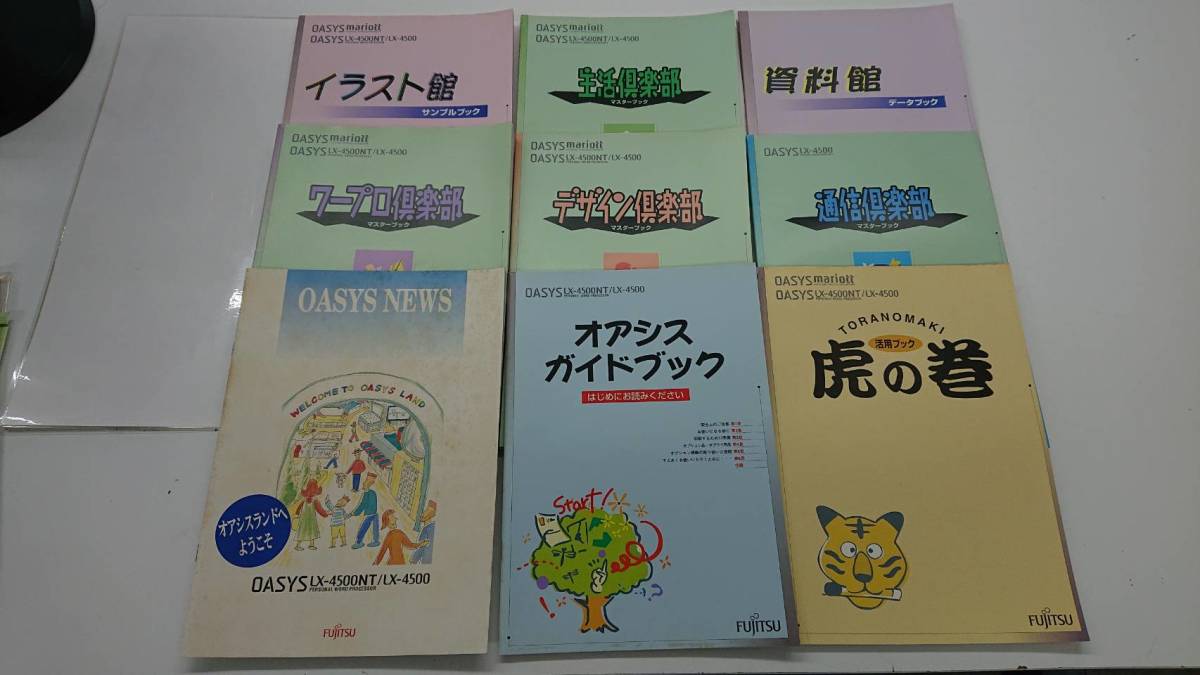 OASYS mariott
OASYS LX-4500NT/LX-4500
イラスト館
サンプルブック
OASYS mariott
OASYS LX-4500NT/LX-4500
生活倶楽部
マスターブック
資料館
データブック
OASYS mariott
OASYS LX-4500NT/LX-4500
ワープロ倶楽部
マスターブック
OASYS mariott
OASYS LX-4500NT/LX-4500
デザイン倶楽部
マスターブック
OASYS LX-4500
通信倶楽部
マスターブック
OASYS NEWS
WELCOME TO OASYS LAND
オアシスランドへ
ようこそ
OASYS LX-4500NT/LX-4500
PERSONAL WORD PROCESSOR
FUJITSU
OASYS LX-4500NT/LX-4500
PERSONAL WORD PROCESSOR
オアシス
ガイドブック
はじめにお読みください
Start!
FUJITSU
OASYS mariott
OASYS LX-4500NT/LX-4500
TORANOMAKI
活用ブック
虎の巻
FUJITSU